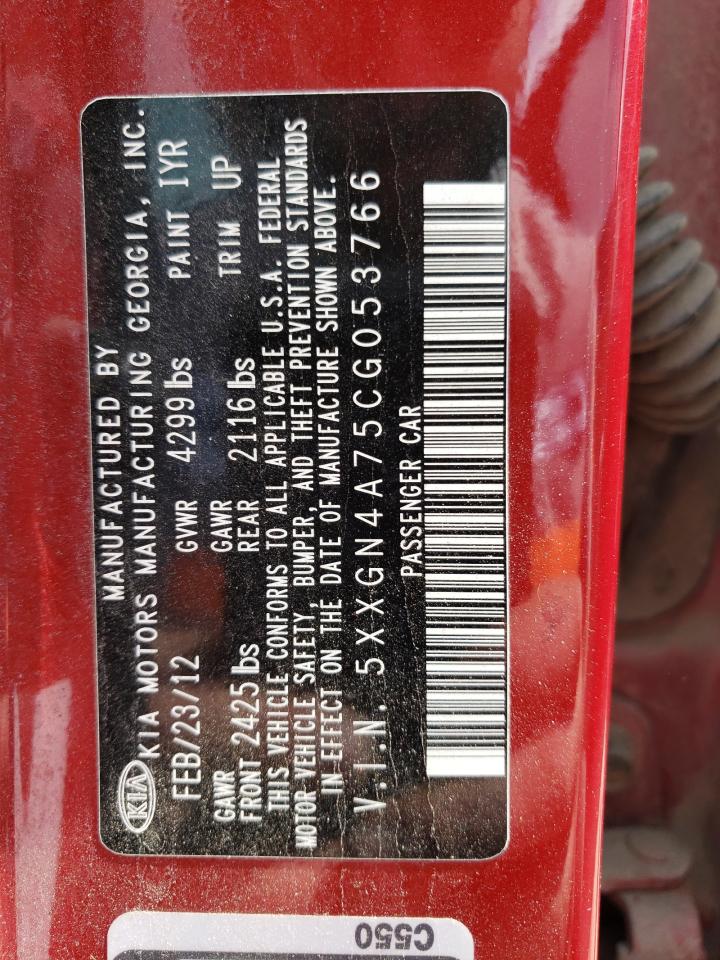 KIA
MANUFACTURED BY
KIA MOTORS MANUFACTURING GEORGIA, INC.
FEB/23/12 GVWR 4299 lbs PAINT IYR
GAWR FRONT 2425 lbs GAWR REAR 2116 lbs TRIM UP
THIS VEHICLE CONFORMS TO ALL APPLICABLE U.S.A. FEDERAL
MOTOR VEHICLE SAFETY, BUMPER, AND THEFT PREVENTION STANDARDS
IN EFFECT ON THE DATE OF MANUFACTURE SHOWN ABOVE.
V.I.N. 5XXGN4A75CG053766
PASSENGER CAR
C550